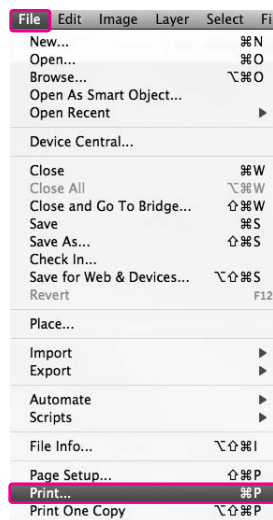 File Edit Image Layer Select Fi
New... ⌘N
Open... ⌘O
Browse... ⌥⌘O
Open As Smart Object...
Open Recent ▶
Device Central...
Close ⌘W
Close All ⌥⌘W
Close and Go To Bridge... ⇧⌘W
Save ⌘S
Save As... ⇧⌘S
Check In...
Save for Web & Devices... ⌥⇧⌘S
Revert F12
Place...
Import ▶
Export ▶
Automate ▶
Scripts ▶
File Info... ⌥⇧⌘I
Page Setup... ⇧⌘P
Print... ⌘P
Print One Copy ⌥⇧⌘P